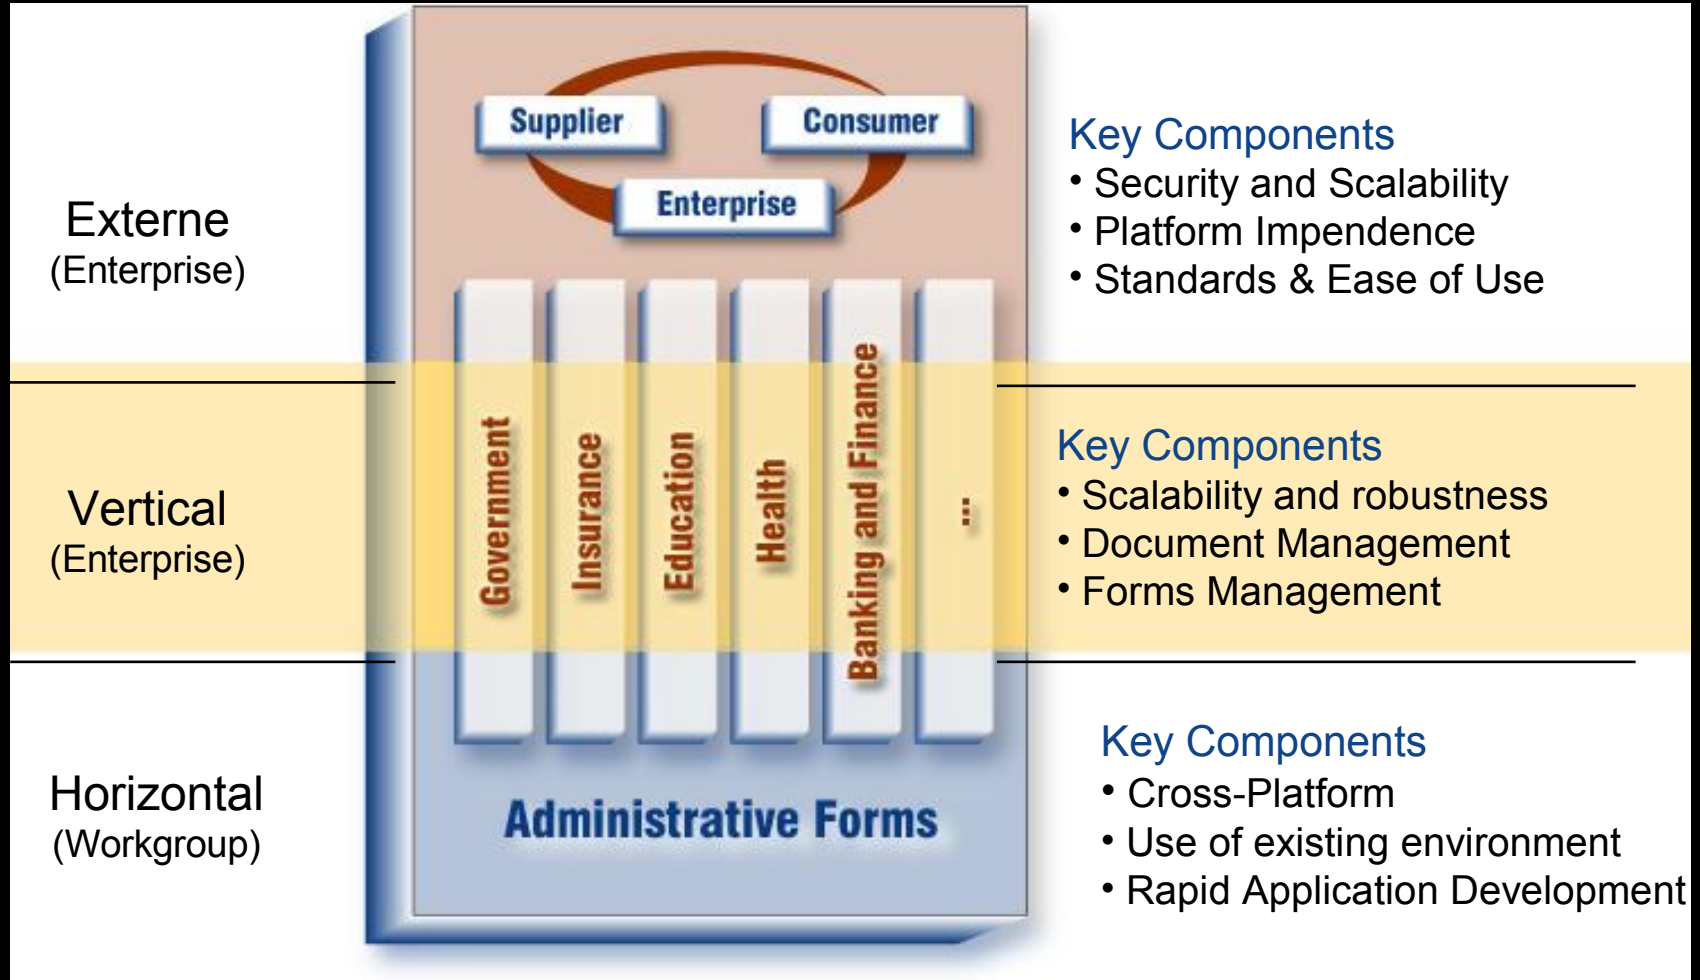 Supplier
Consumer
Enterprise
Externe
(Enterprise)
Key Components
• Security and Scalability
• Platform Impendence
• Standards & Ease of Use
Vertical
(Enterprise)
Government
Insurance
Education
Health
Banking and Finance
...
Key Components
• Scalability and robustness
• Document Management
• Forms Management
Horizontal
(Workgroup)
Administrative Forms
Key Components
• Cross-Platform
• Use of existing environment
• Rapid Application Development